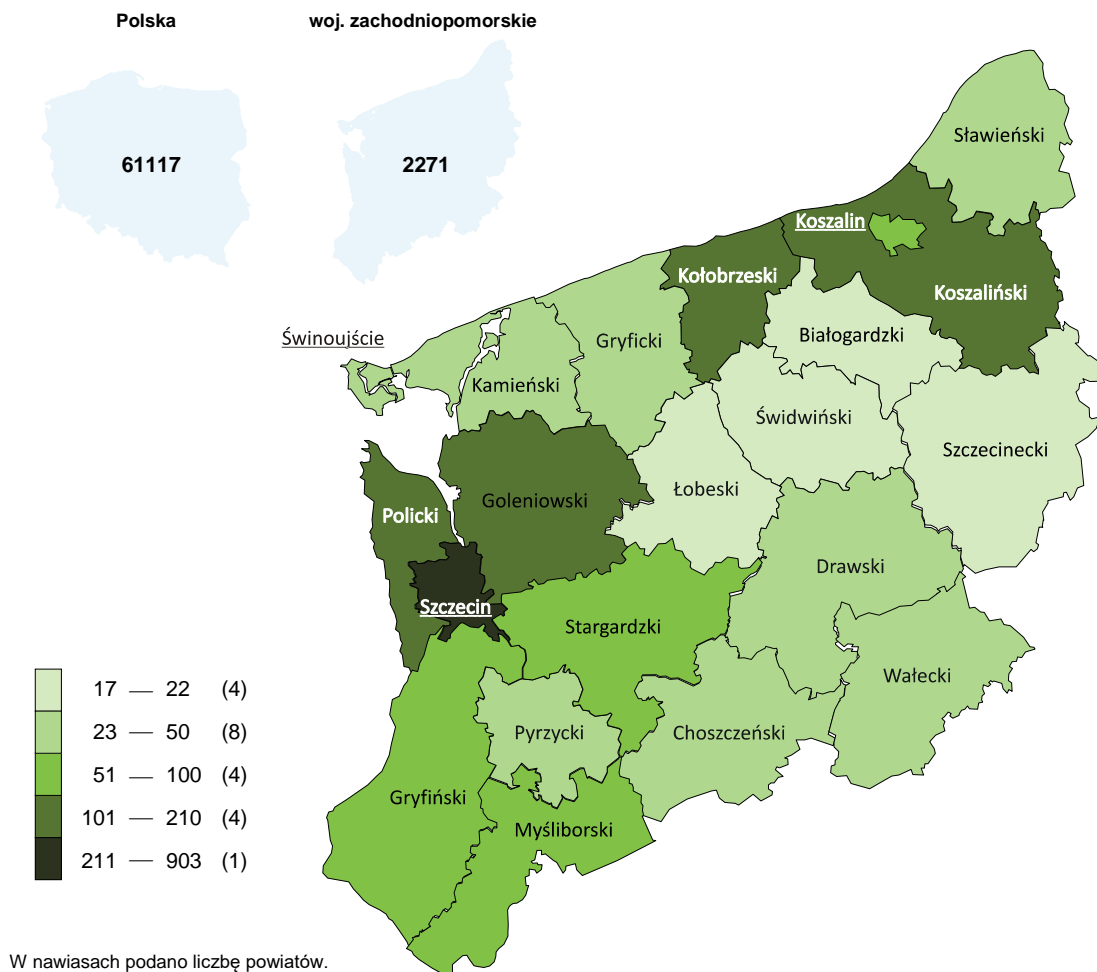 Polska
woj. zachodniopomorskie
61117
2271
Sławieński
Koszalin
Kołobrzeski
Koszaliński
Białogardzki
Świnoujście
Gryficki
Kamieński
Świdwiński
Szczecinecki
Goleniowski
Łobeski
Policki
Drawski
Szczecin
Stargardzki
Wałecki
17 — 22 (4)
23 — 50 (8)
51 — 100 (4)
101 — 210 (4)
211 — 903 (1)
Pyrzycki
Choszczeński
Gryfiński
Myśliborski
W nawiasach podano liczbę powiatów.